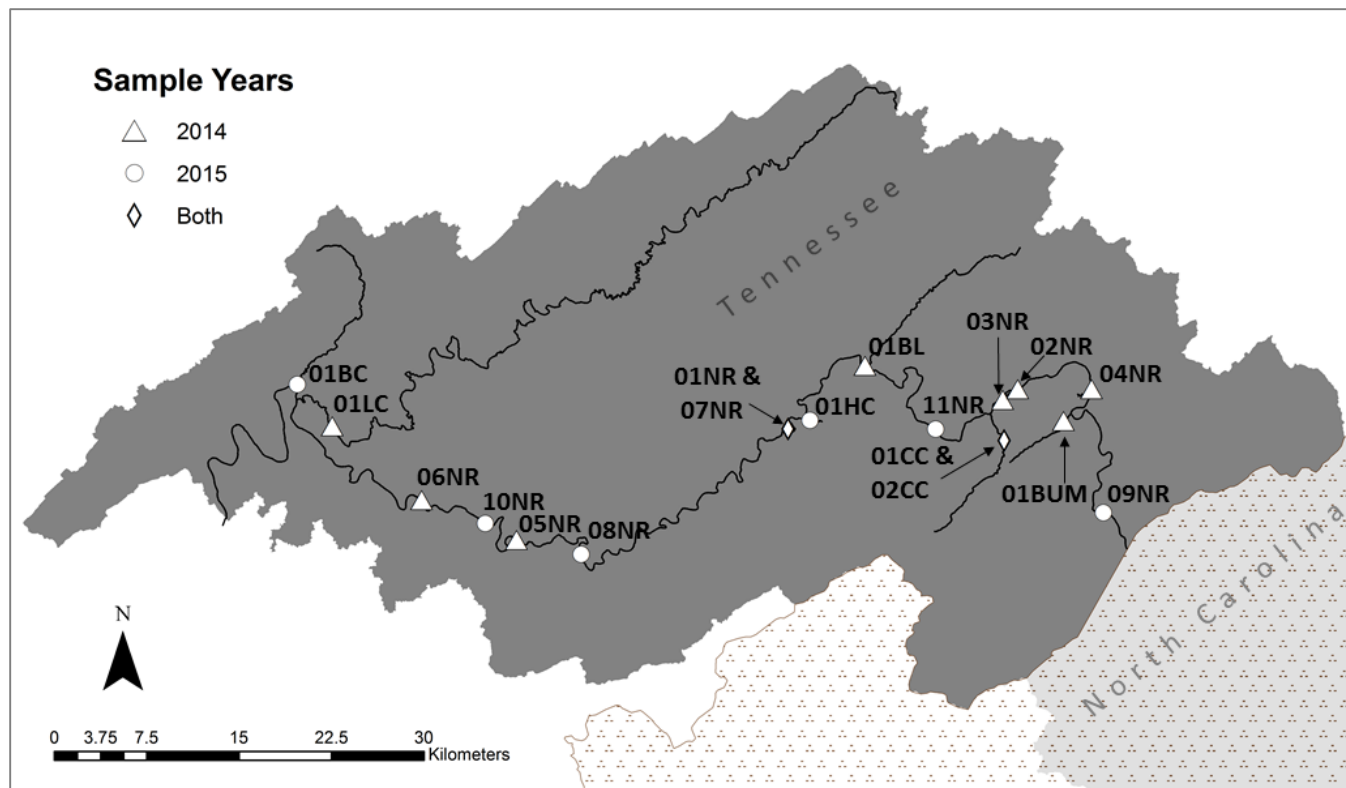 Sample Years
2014
2015
Both
Tennessee
03NR
02NR
01BL
04NR
01BC
01NR &
07NR
01HC
11NR
01LC
01CC &
02CC
01BUM
06NR
10NR
05NR
08NR
09NR
North Carolina
N
0 3.75 7.5 15 22.5 30
Kilometers